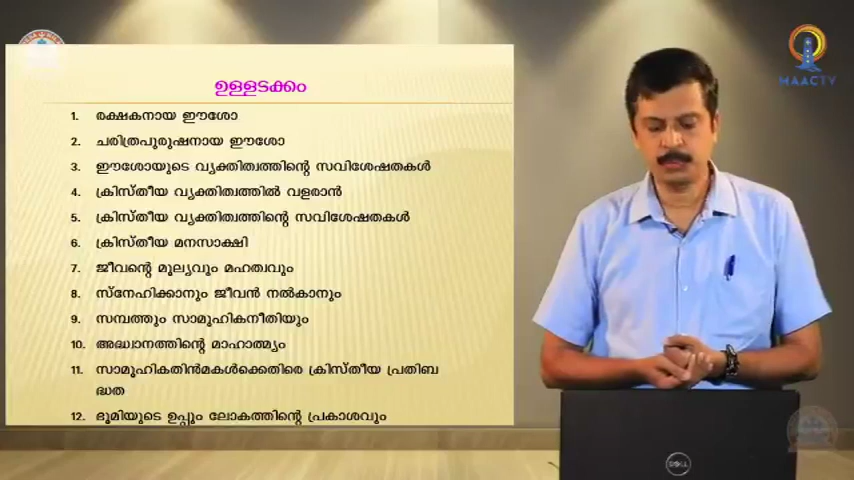 ഉള്ളടക്കം
1. രക്ഷകനായ ഈശോ
2. ചരിത്രപുരുഷനായ ഈശോ
3. ഈശോയുടെ വ്യക്തിത്വത്തിന്റെ സവിശേഷതകൾ
4. ക്രിസ്തീയ വ്യക്തിത്വത്തിൽ വളരാൻ
5. ക്രിസ്തീയ വ്യക്തിത്വത്തിന്റെ സവിശേഷതകൾ
6. ക്രിസ്തീയ മനസാക്ഷി
7. ജീവന്റെ മൂല്യവും മഹത്വവും
8. സ്നേഹിക്കാനും ജീവൻ നൽകാനും
9. സമ്പത്തും സാമൂഹികനീതിയും
10. അദ്ധ്വാനത്തിന്റെ മാഹാത്മ്യം
11. സാമൂഹികതിൻമകൾക്കെതിരെ ക്രിസ്തീയ പ്രതിബ
ദ്ധത
12. ഭൂമിയുടെ ഉപ്പും ലോകത്തിന്റെ പ്രകാശവും
MAACTV
DELL